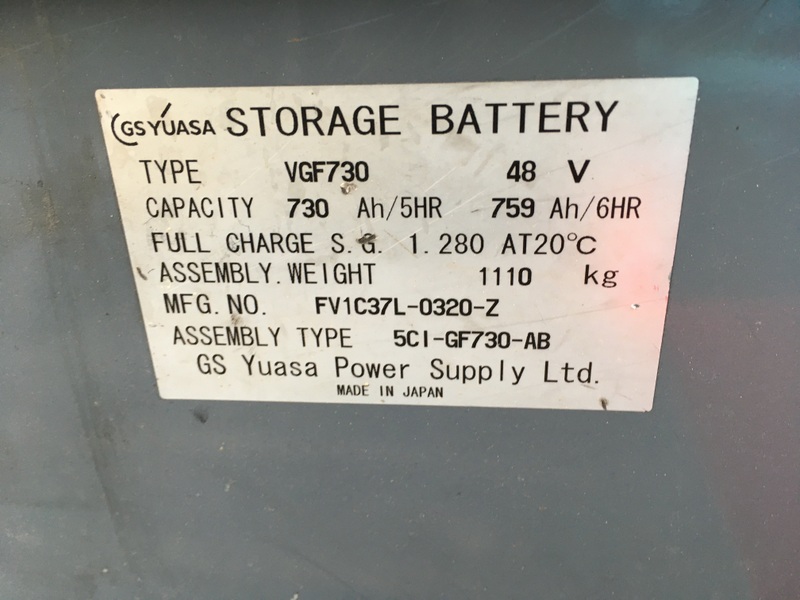 GS YUASA STORAGE BATTERY
TYPE VGF730 48 V
CAPACITY 730 Ah/5HR 759 Ah/6HR
FULL CHARGE S.G. 1.280 AT20℃
ASSEMBLY.WEIGHT 1110 kg
MFG.NO. FV1C37L-0320-Z
ASSEMBLY TYPE 5CI-GF730-AB
GS Yuasa Power Supply Ltd.
MADE IN JAPAN